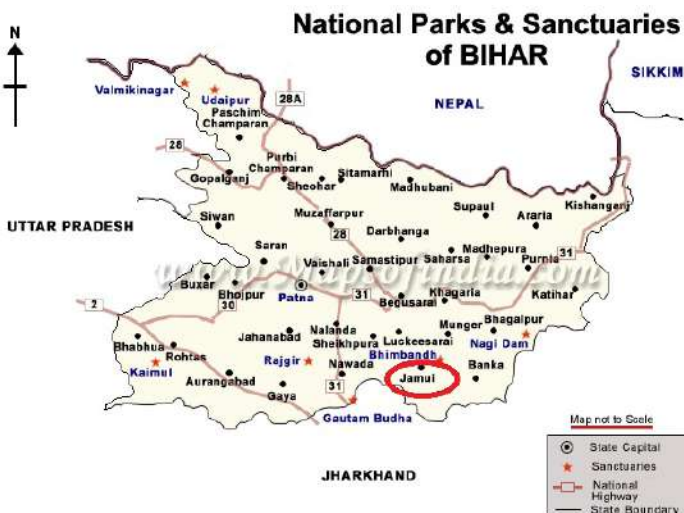 National Parks & Sanctuaries
of BIHAR
N
SIKKIM
Valmikinagar
Udaipur
NEPAL
28A
Paschim
Champaran
28
Purbi
Champaran
Gopalganj
Sheohar
Sitamarhi
Madhubani
Kishanganj
Siwan
Muzaffarpur
Supaul
Araria
UTTAR PRADESH
28
Darbhanga
Saran
Madhepura
31
Vaishali
Samastipur
Saharsa
Purnia
www.Mapsofindia.com
Buxar
Bhojpur
Patna
31
Khagaria
Katihar
2
30
Begusarai
Jahanabad
Nalanda
Luckeesarai
Munger
Bhagalpur
Bhabhua
Rohtas
Sheikhpura
Bhimbandh
Nagi Dam
Kaimul
Rajgir
Nawada
Jamui
Banka
Aurangabad
Gaya
31
Gautam Budha
Map not to Scele
State Capital
Sanctuaries
JHARKHAND
National
Highway
State Boundary